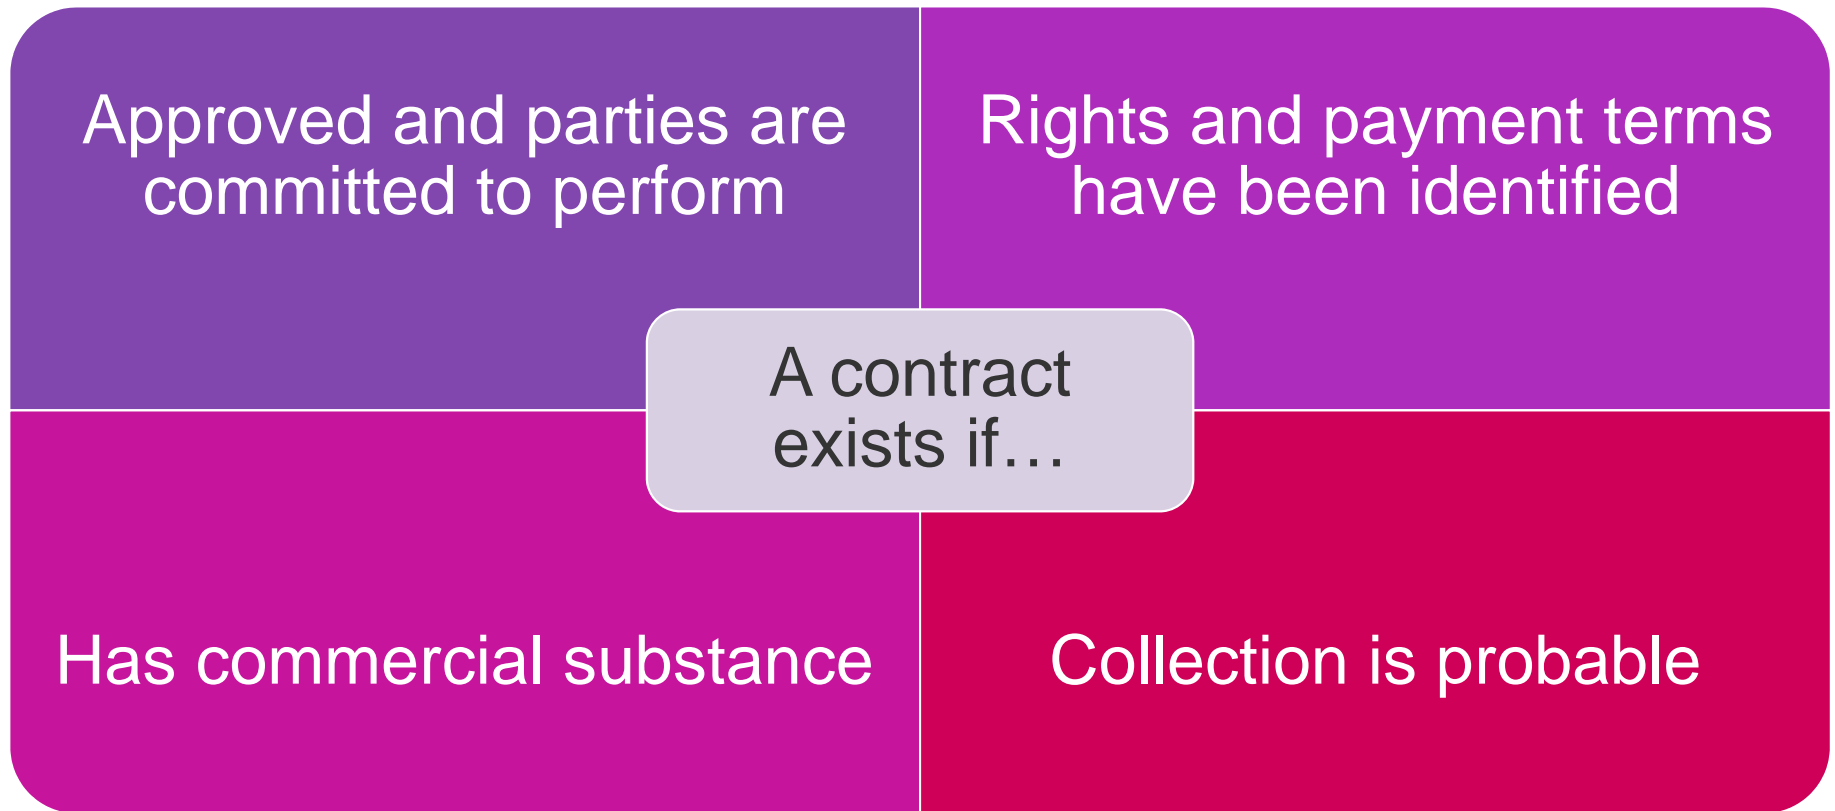 Approved and parties are
committed to perform
Rights and payment terms
have been identified
A contract
exists if…
Has commercial substance
Collection is probable